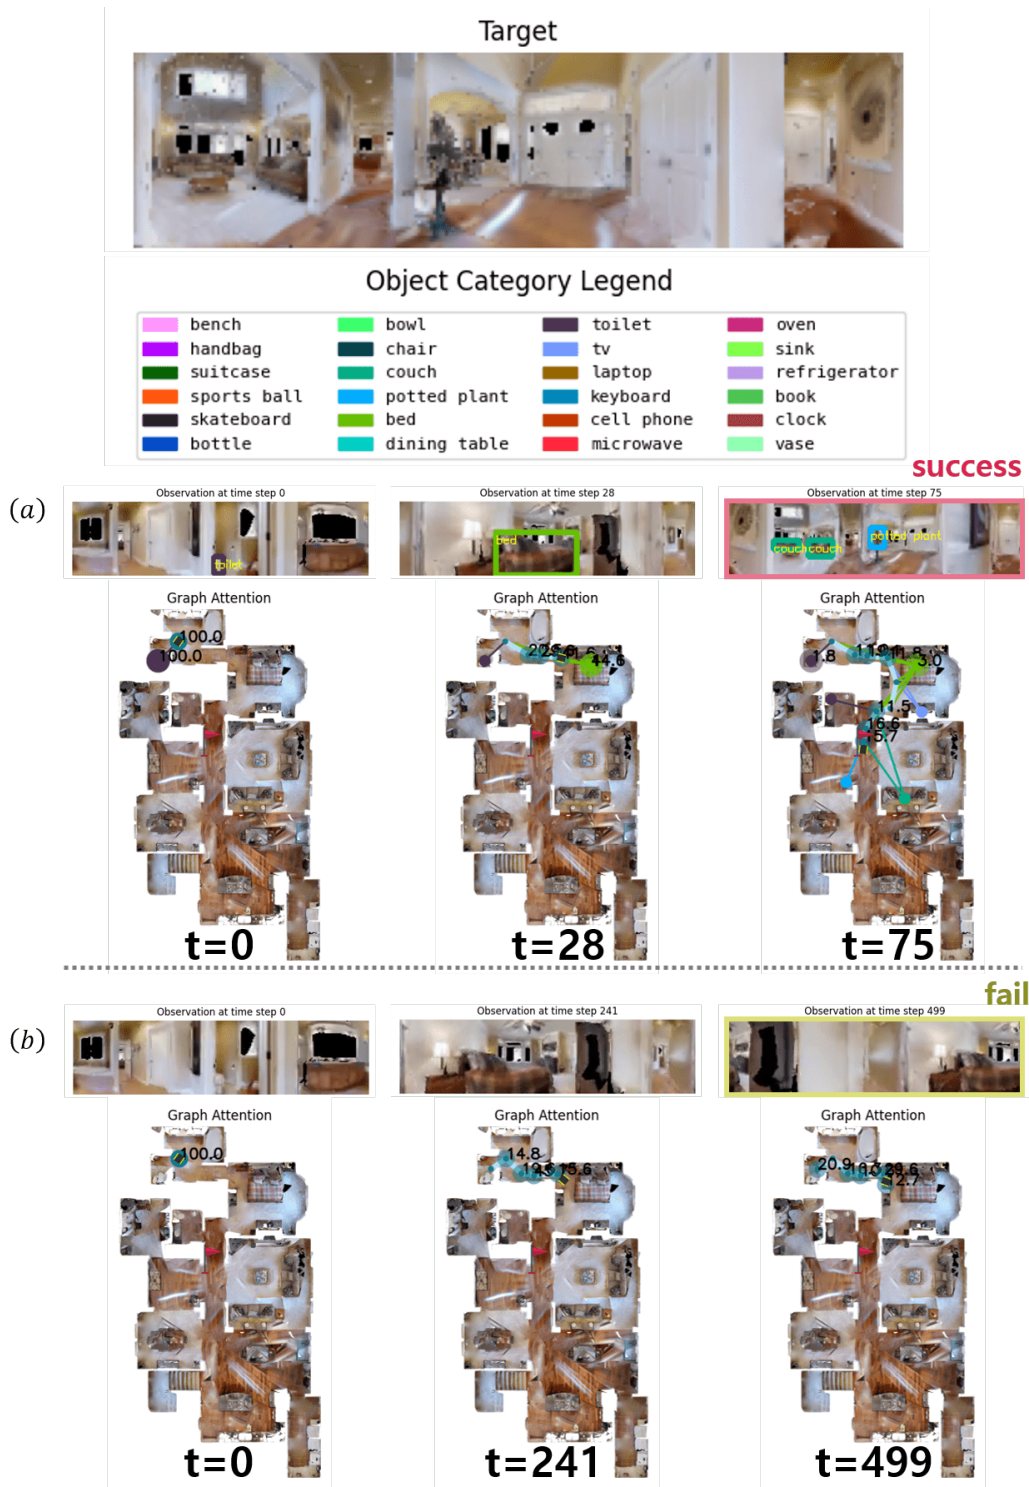 Target
Object Category Legend
bench bowl toilet oven
handbag chair tv sink
suitcase couch laptop refrigerator
sports ball potted plant keyboard book
skateboard bed cell phone clock
bottle dining table microwave vase
success
(a)
Observation at time step 0
Observation at time step 28
Observation at time step 75
toilet
bed
couch couch potted plant
Graph Attention
Graph Attention
Graph Attention
100.0
100.0
44.6
1.8
3.0
11.5
16.6
5.7
t=0
t=28
t=75
fail
(b)
Observation at time step 0
Observation at time step 241
Observation at time step 499
Graph Attention
Graph Attention
Graph Attention
100.0
14.8
15.6
20.9
29.6
2.7
t=0
t=241
t=499